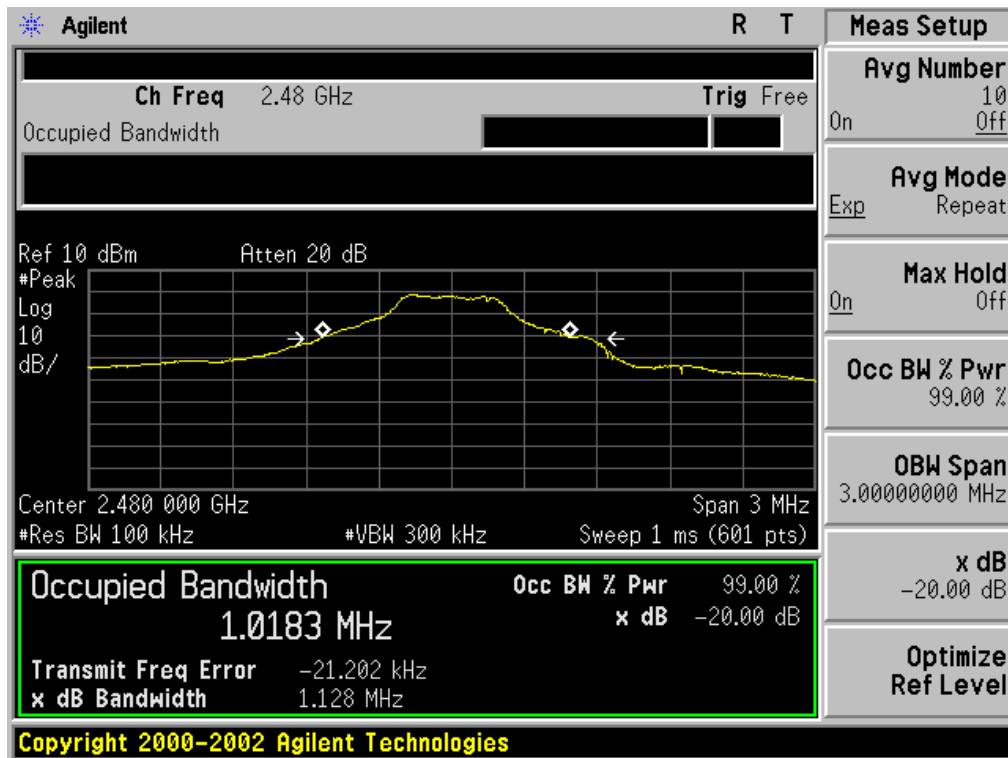 Agilent R T
Ch Freq 2.48 GHz Trig Free
Occupied Bandwidth
Ref 10 dBm Atten 20 dB
#Peak
Log
10
dB/
Center 2.480 000 GHz Span 3 MHz
#Res BW 100 kHz #VBW 300 kHz Sweep 1 ms (601 pts)
Occupied Bandwidth Occ BW % Pwr 99.00 %
1.0183 MHz x dB -20.00 dB
Transmit Freq Error -21.202 kHz
x dB Bandwidth 1.128 MHz
Copyright 2000-2002 Agilent Technologies
Meas Setup
Avg Number
10
On Off
Avg Mode
Exp Repeat
Max Hold
On Off
Occ BW % Pwr
99.00 %
OBW Span
3.00000000 MHz
x dB
-20.00 dB
Optimize
Ref Level